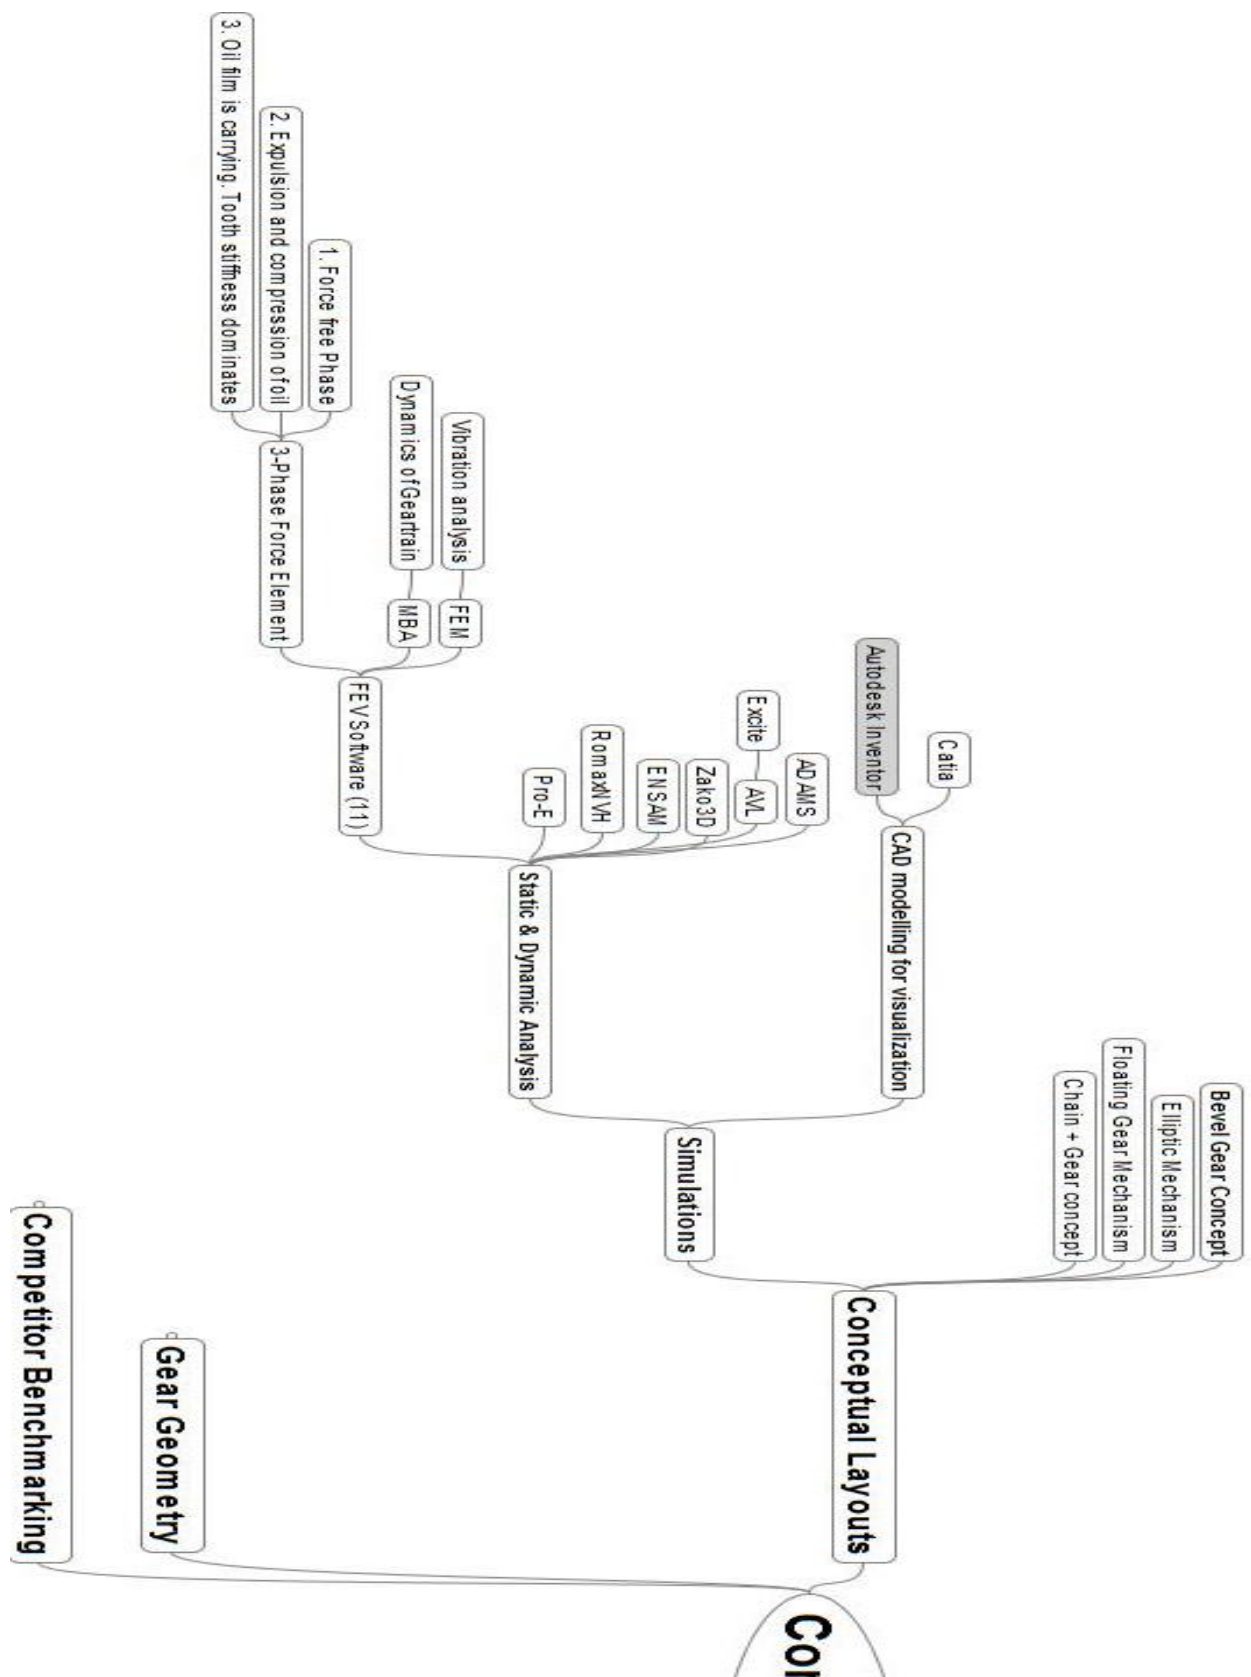 Bevel Gear Concept
Elliptic Mechanism
Floating Gear Mechanism
Chain + Gear concept
Catia
Autodesk Inventor
CAD modelling for visualization
ADAMS
Excite
AVL
Zako3D
ENSAM
RomaxNVH
Pro-E
Vibration analysis
FEM
Dynamics of Geartrain
MBA
1. Force free Phase
2. Expulsion and compression of oil
3. Oil film is carrying. Tooth stiffness dominates
3-Phase Force Element
FEV Software (11)
Static & Dynamic Analysis
Simulations
Conceptual Layouts
Gear Geometry
Competitor Benchmarking